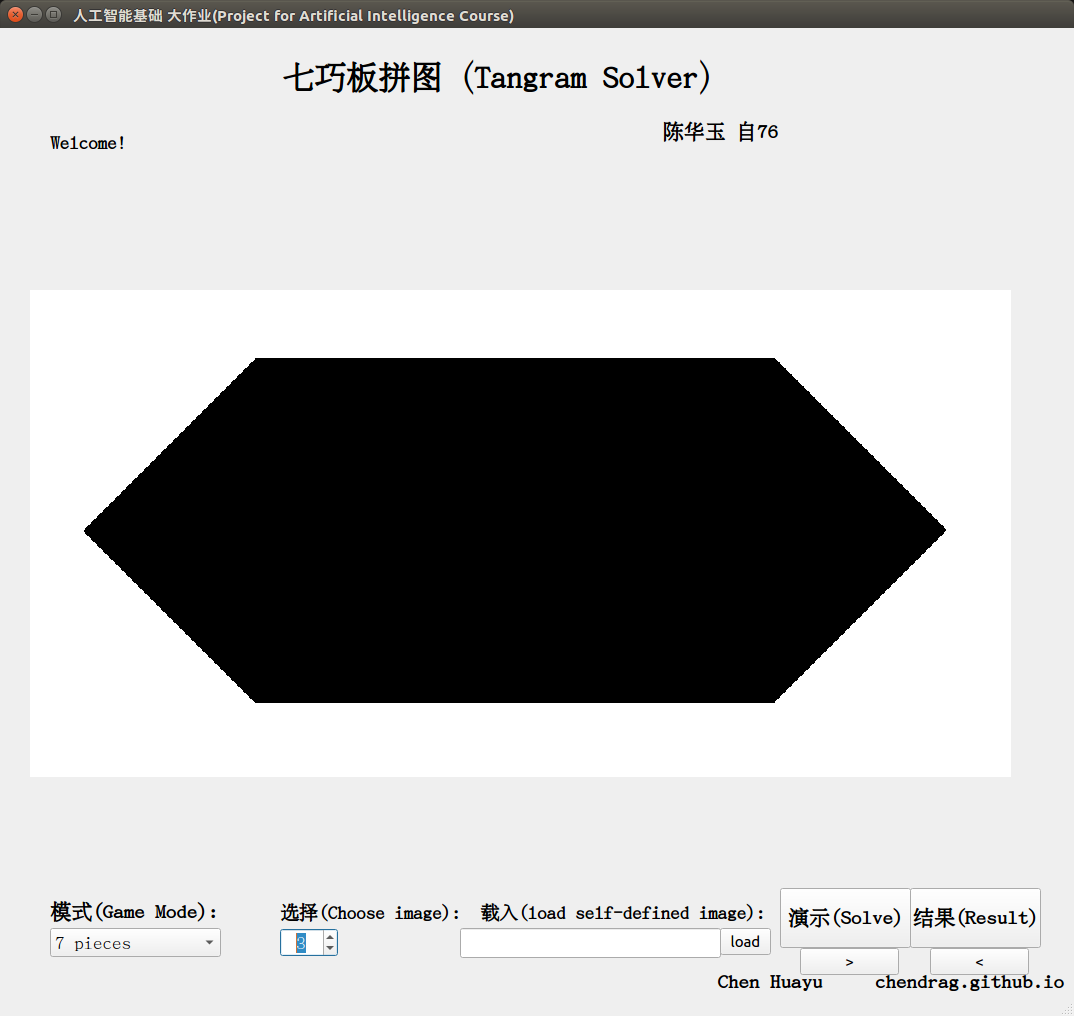 人工智能基础 大作业(Project for Artificial Intelligence Course)
七巧板拼图 (Tangram Solver)
陈华玉 自76
Welcome!
模式(Game Mode):
选择(Choose image):
载入(load self-defined image):
演示(Solve)
结果(Result)
7 pieces
3
load
>
<
Chen Huayu
chendrag.github.io